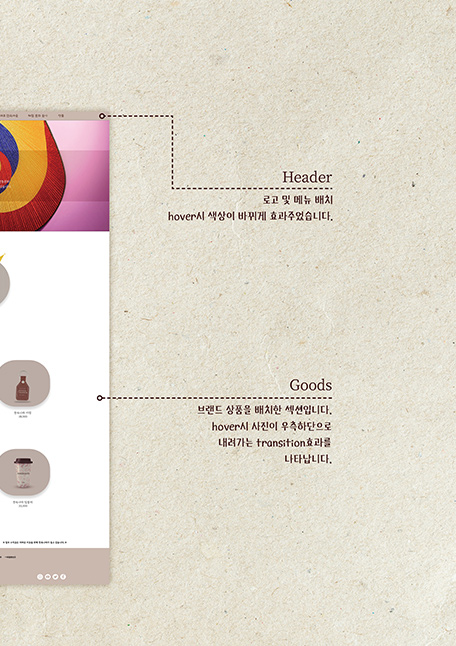 Header
로고 및 메뉴 배치
hover시 색상이 바뀌게 효과주었습니다.
Goods
브랜드 상품을 배치한 섹션입니다.
hover시 사진이 우측하단으로
내려가는 transition효과를
나타납니다.